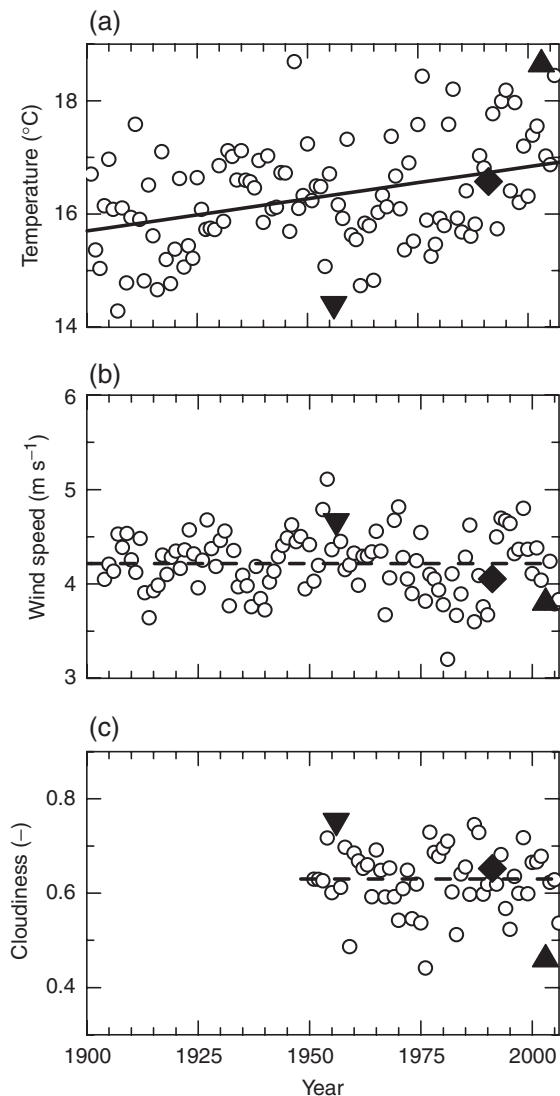 (a)
18
16
14
Temperature (°C)
(b)
6
5
4
3
Wind speed (m s⁻¹)
(c)
0.8
0.6
0.4
Cloudiness (–)
1900 1925 1950 1975 2000
Year